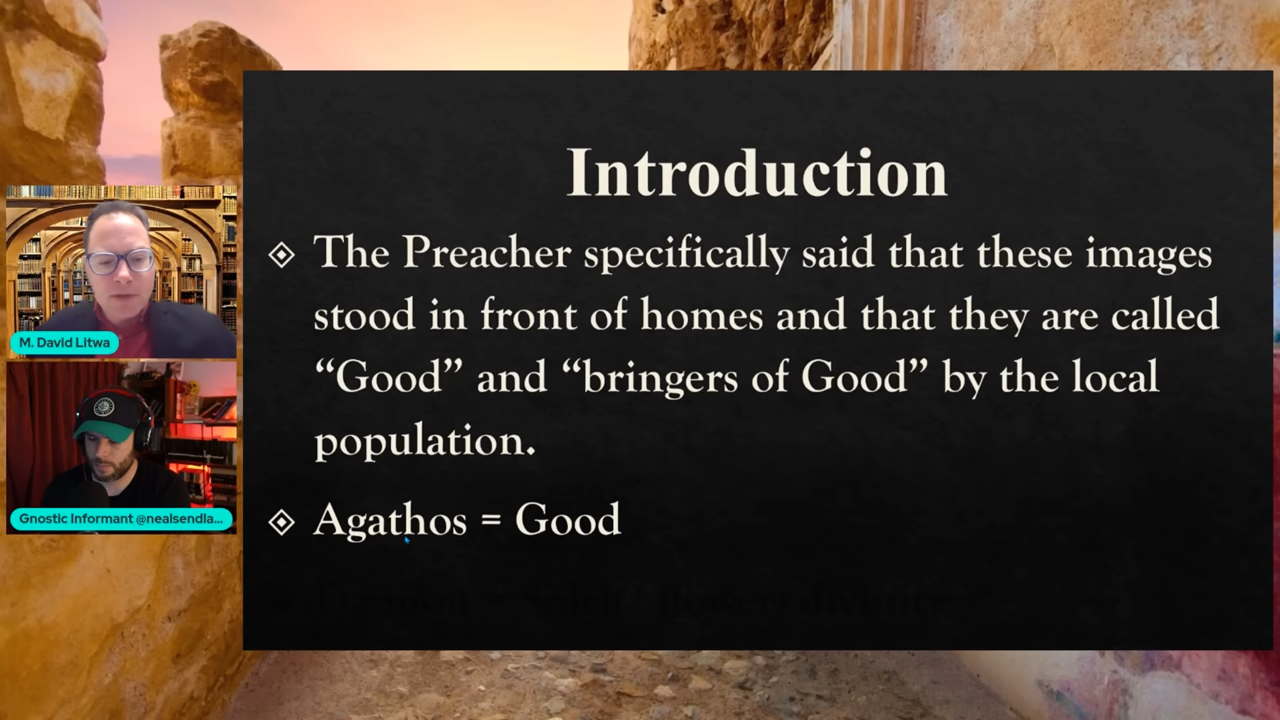 Introduction
The Preacher specifically said that these images
stood in front of homes and that they are called
“Good” and “bringers of Good” by the local
population.
Agathos = Good
M. David Litwa
Gnostic Informant @nealsendla...